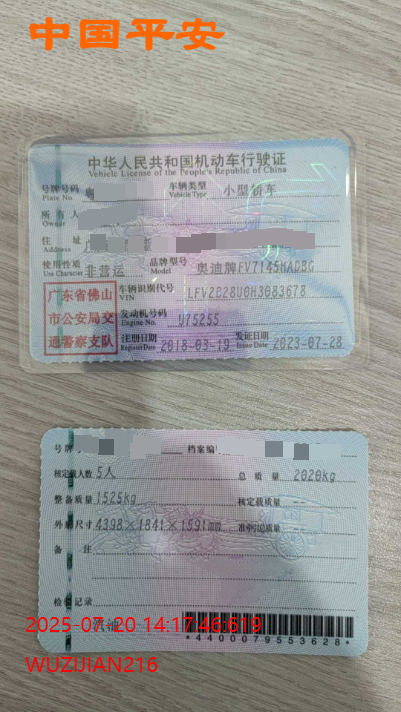 中国平安
中华人民共和国机动车行驶证
Vehicle License of the People's Republic of China
号牌号码
Plate No.
车辆类型 小型轿车
Vehicle Type
所有人
Owner
住址
Address
使用性质 非营运 品牌型号 奥迪牌FV7145HADBG
Use Character Model
广东省佛山
市公安局交
通警察支队
车辆识别代号 LFV2B28U0H3083678
VIN
发动机号码 U75255
Engine No.
注册日期 2018-03-19 发证日期 2023-07-28
Register Date Issue Date
号牌 档案编
核定载人数 5人 总质量 2020kg
整备质量 1525kg 核定载质量
外廓尺寸 4398×1841×1591mm 准牵引总质量
备注
检验记录
2025-07-20 14:17:46:619
*4400079553628*
WUZIJIAN216